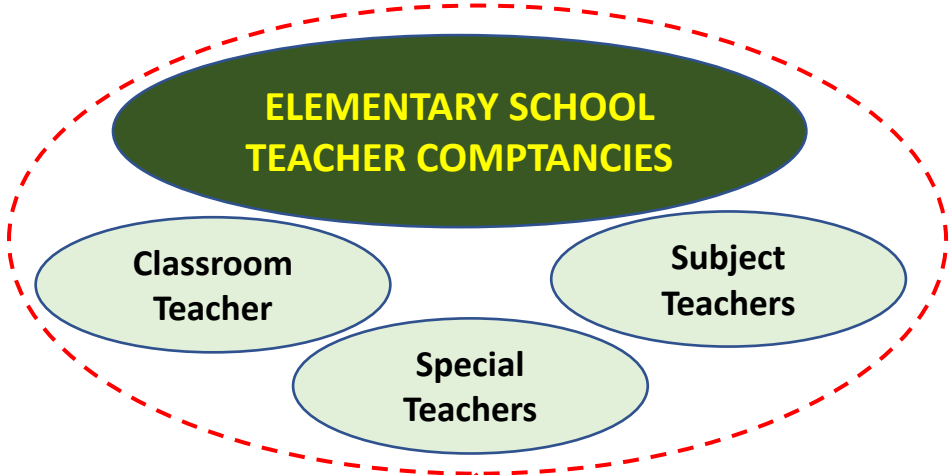 ELEMENTARY SCHOOL
TEACHER COMPTANCIES
Classroom
Teacher
Subject
Teachers
Special
Teachers